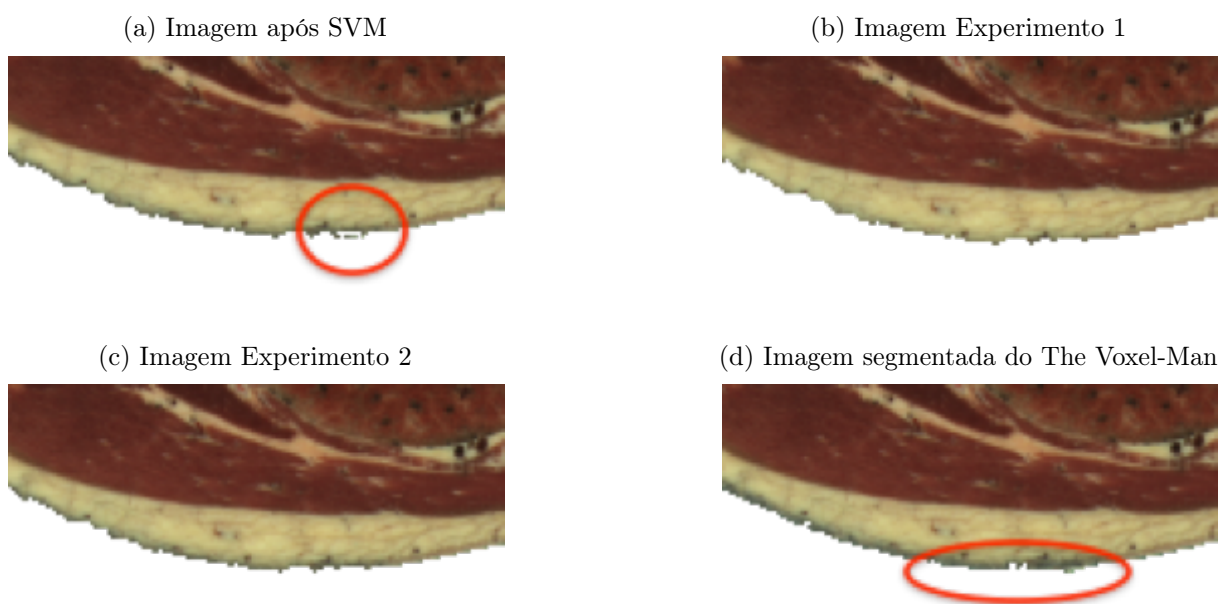 (a) Imagem após SVM
(b) Imagem Experimento 1
(c) Imagem Experimento 2
(d) Imagem segmentada do The Voxel-Man